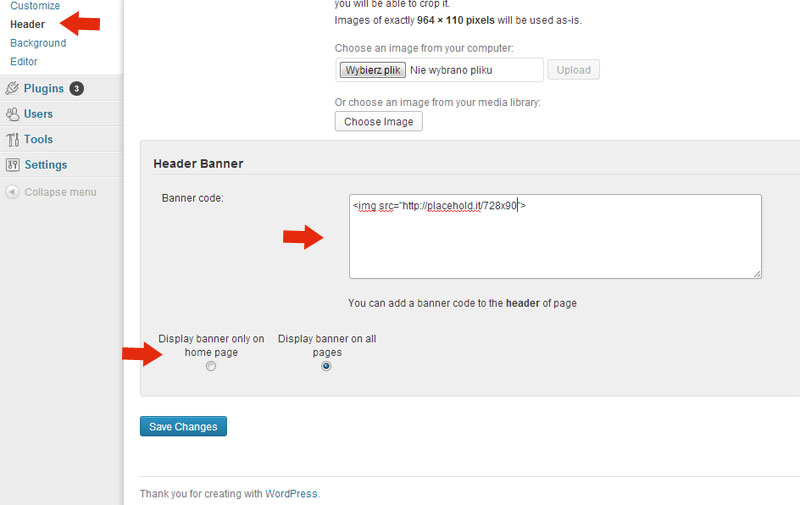 Customize
Header
Background
Editor
Plugins 3
Users
Tools
Settings
Collapse menu
you will be able to crop it.
Images of exactly 964 × 110 pixels will be used as-is.
Choose an image from your computer:
Wybierz plik Nie wybrano pliku Upload
Or choose an image from your media library:
Choose Image
Header Banner
Banner code:
<img src="http://placehold.it/728x90">
You can add a banner code to the header of page
Display banner only on
home page
Display banner on all
pages
Save Changes
Thank you for creating with WordPress.